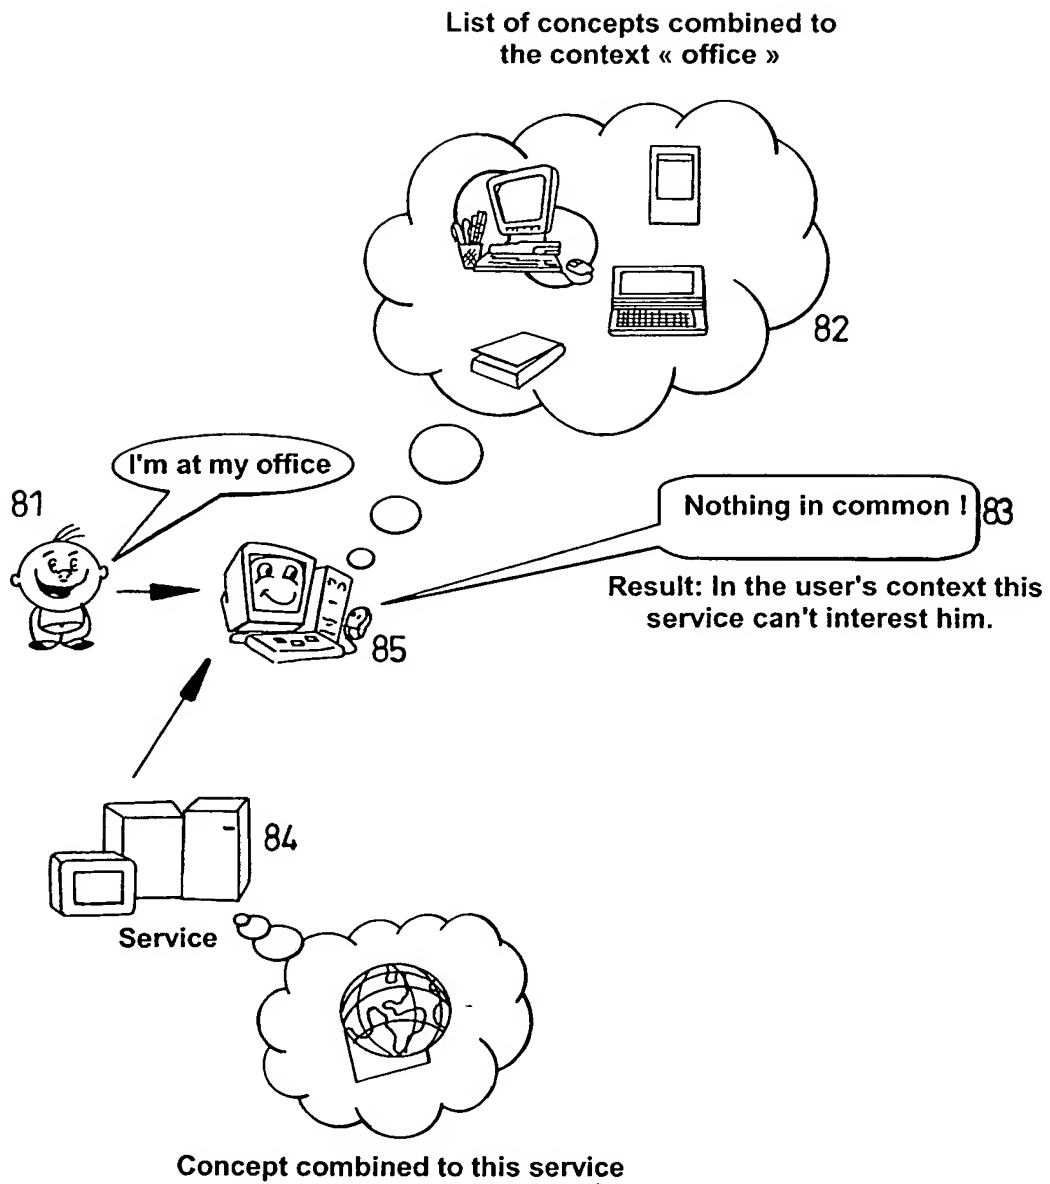 List of concepts combined to
the context « office »
82
I'm at my office
81
Nothing in common !
83
Result: In the user's context this
service can't interest him.
85
84
Service
Concept combined to this service